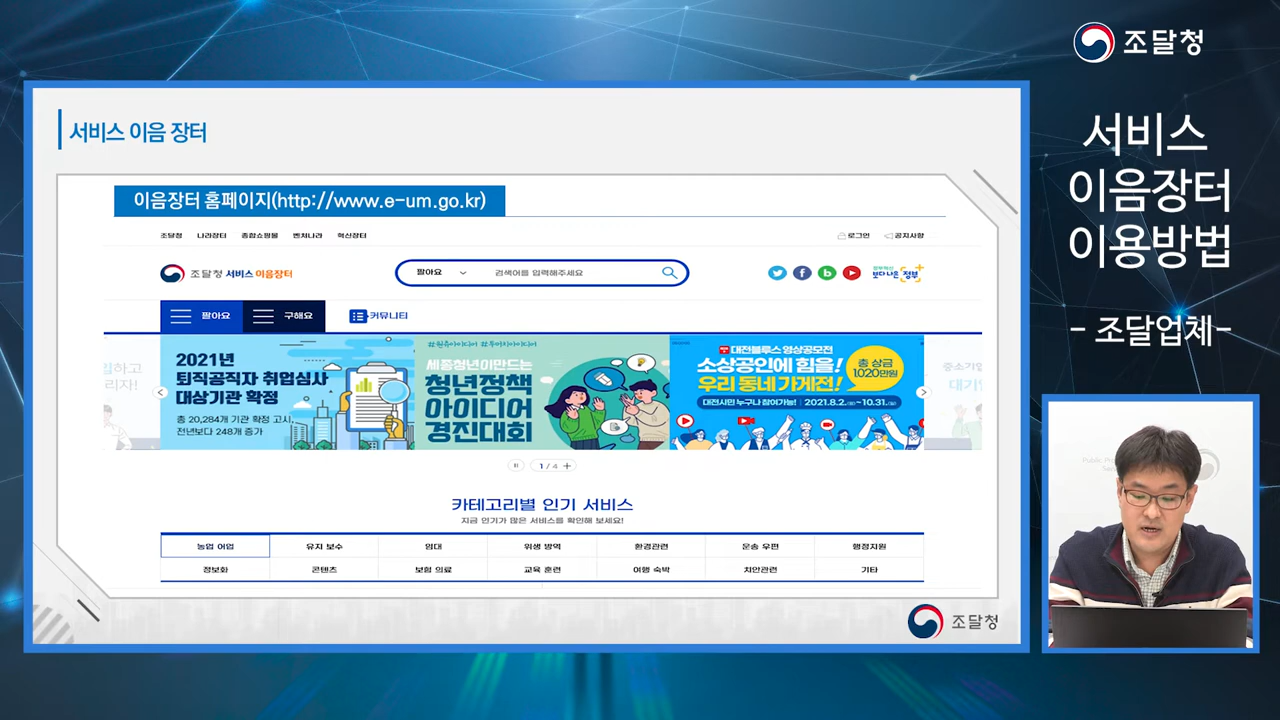 조달청
서비스
이음장터
이용방법
- 조달업체-
서비스 이음 장터
이음장터 홈페이지(http://www.e-um.go.kr)
조달청 나라장터 종합쇼핑몰 벤처나라 혁신장터
로그인 공지사항
조달청 서비스 이음장터
팔아요 검색어를 입력해주세요
보다나은 정부
팔아요 구해요 커뮤니티
2021년
퇴직공직자 취업심사
대상기관 확정
총 20,284개 기관 확정 고시,
전년보다 248개 증가
세종청년이만드는
청년정책
아이디어
경진대회
대전블루스 영상공모전
소상공인에 힘을!
우리 동네 가게전!
총 상금
1,020만원
대전시민 누구나 참여가능! | 2021.8.2.(월)~10.31.(일)
1 / 4 +
카테고리별 인기 서비스
지금 인기가 많은 서비스를 확인해 보세요!
농업 어업 유지 보수 임대 위생 방역 환경관련 운송 우편 행정지원
정보화 콘텐츠 보험 의료 교육 훈련 여행 숙박 치안관련 기타
조달청